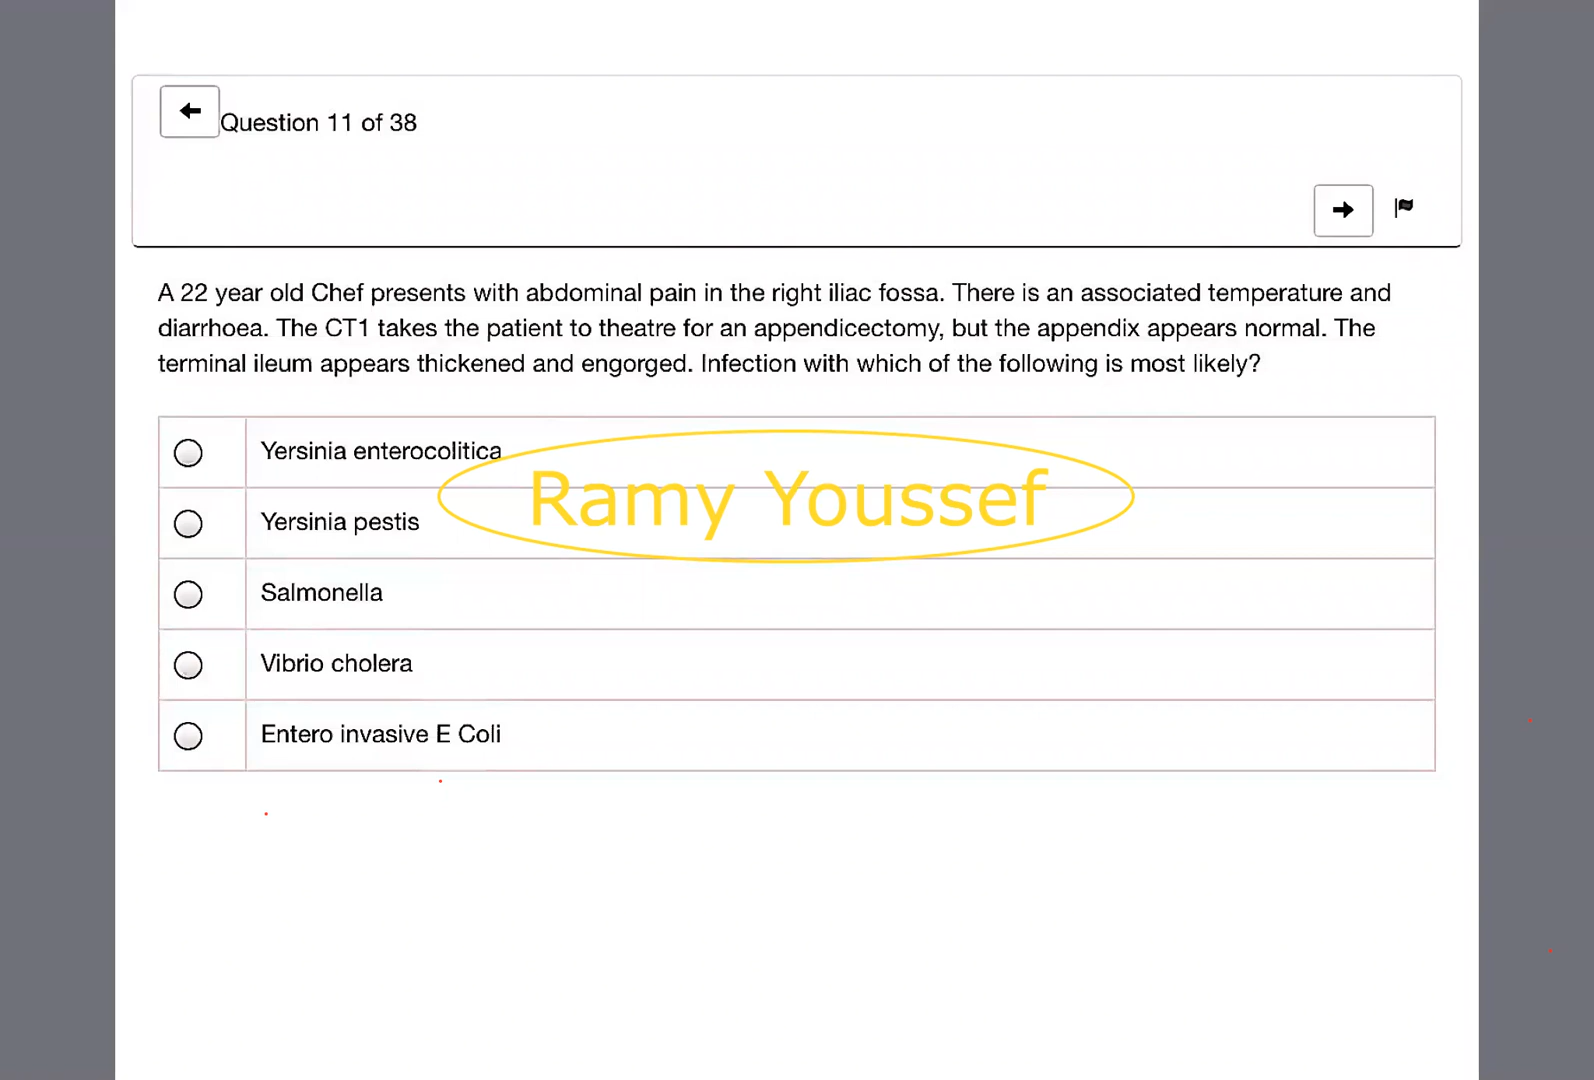 Question 11 of 38
A 22 year old Chef presents with abdominal pain in the right iliac fossa. There is an associated temperature and
diarrhoea. The CT1 takes the patient to theatre for an appendicectomy, but the appendix appears normal. The
terminal ileum appears thickened and engorged. Infection with which of the following is most likely?
Yersinia enterocolitica
Ramy Youssef
Yersinia pestis
Salmonella
Vibrio cholera
Entero invasive E Coli